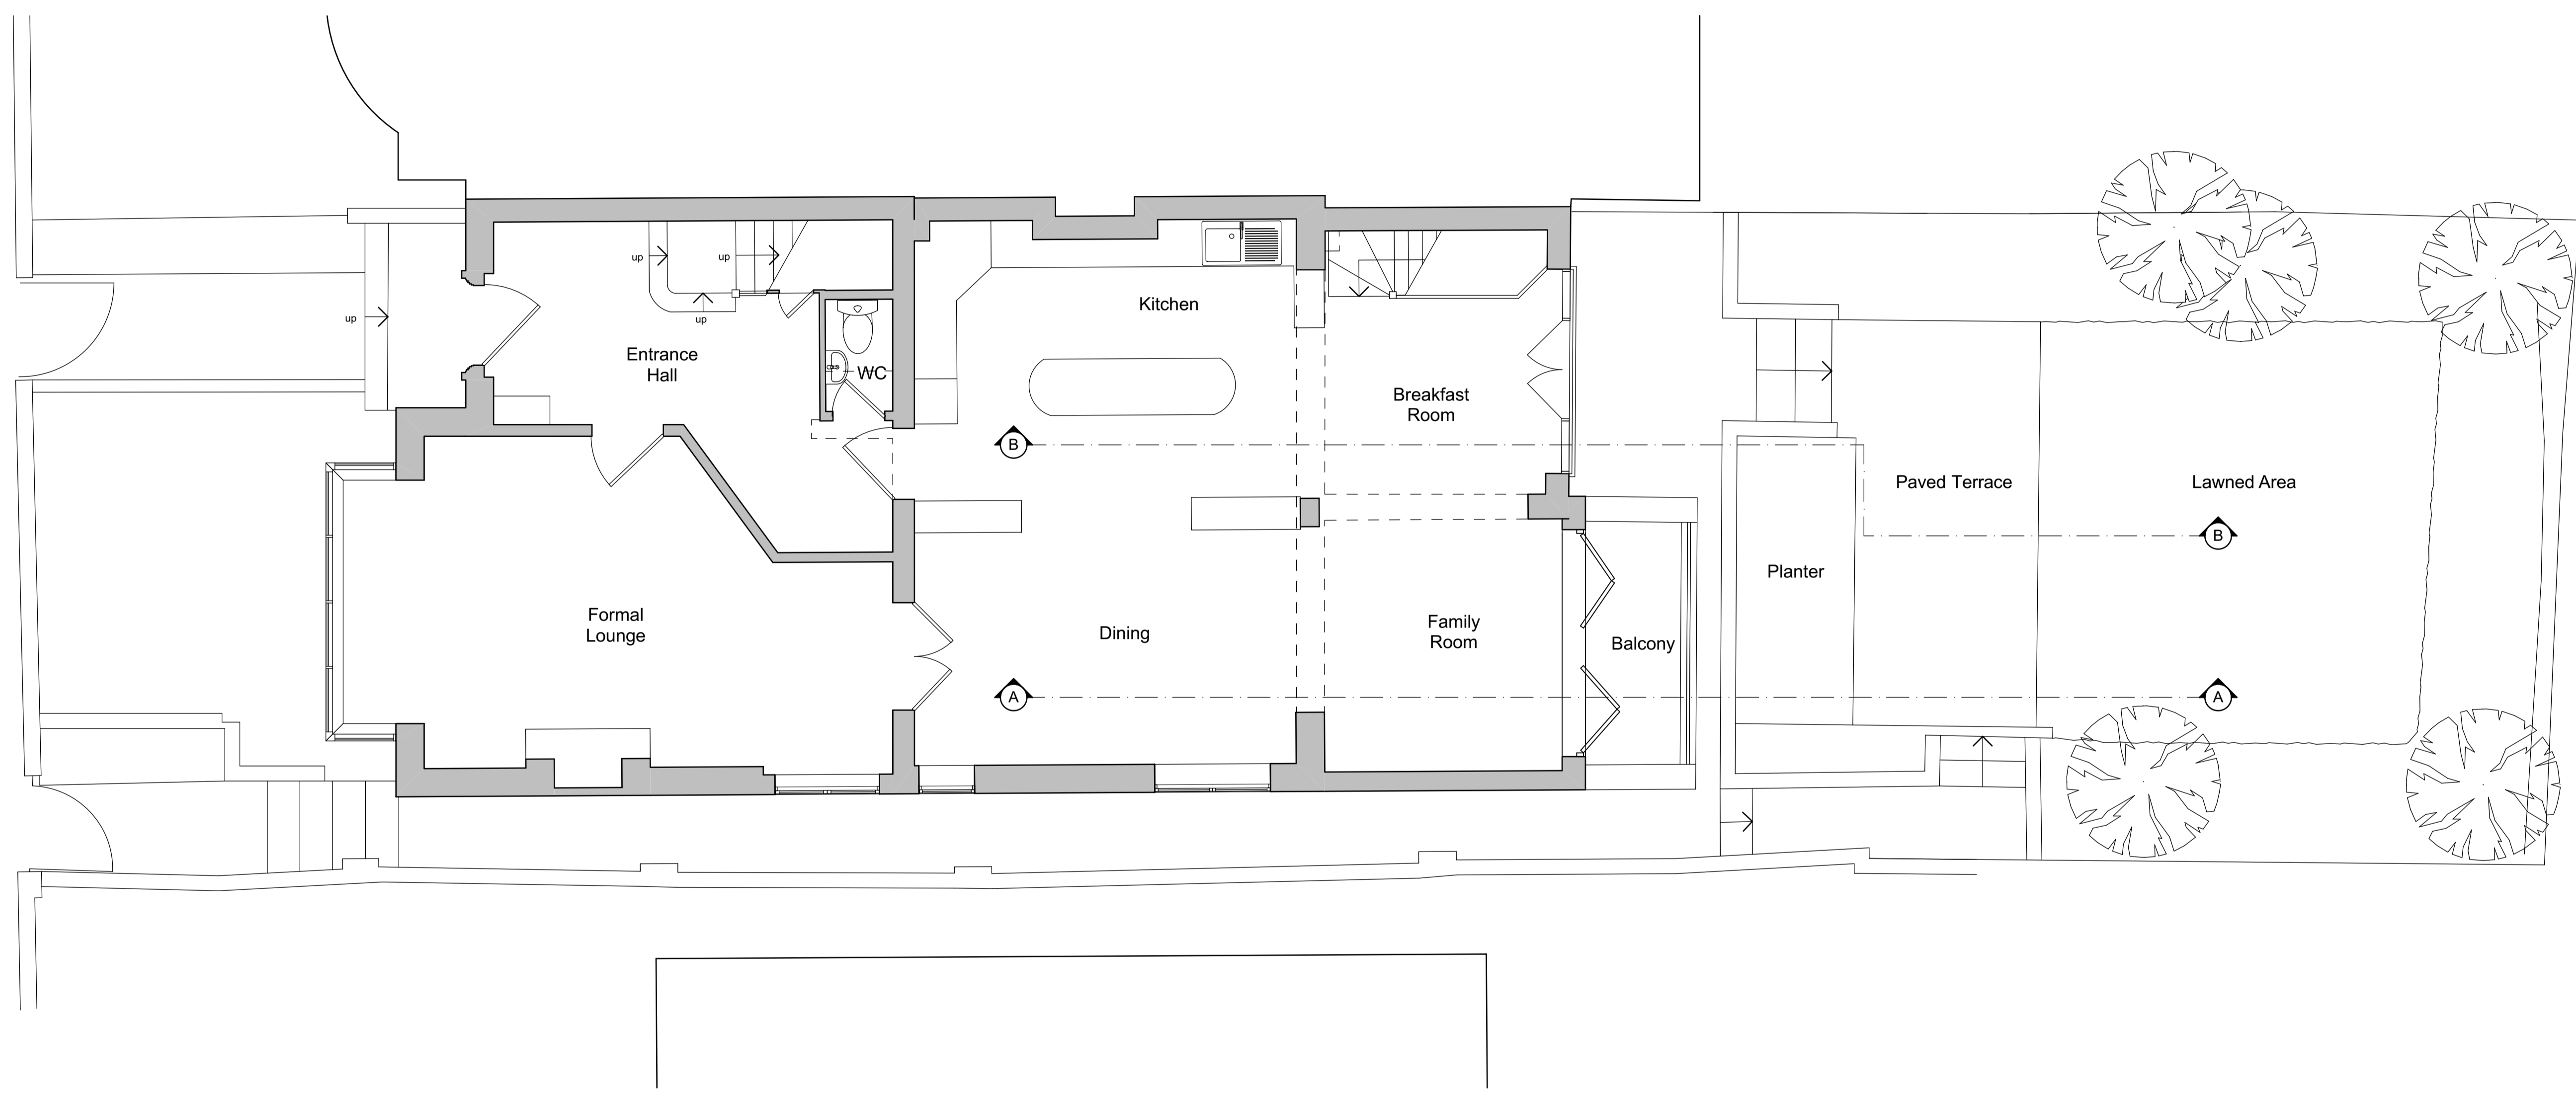 up
up
up
up
Entrance
Hall
WC
Kitchen
Breakfast
Room
B
Paved Terrace
Lawned Area
B
Planter
Formal
Lounge
Dining
Family
Room
Balcony
A
A